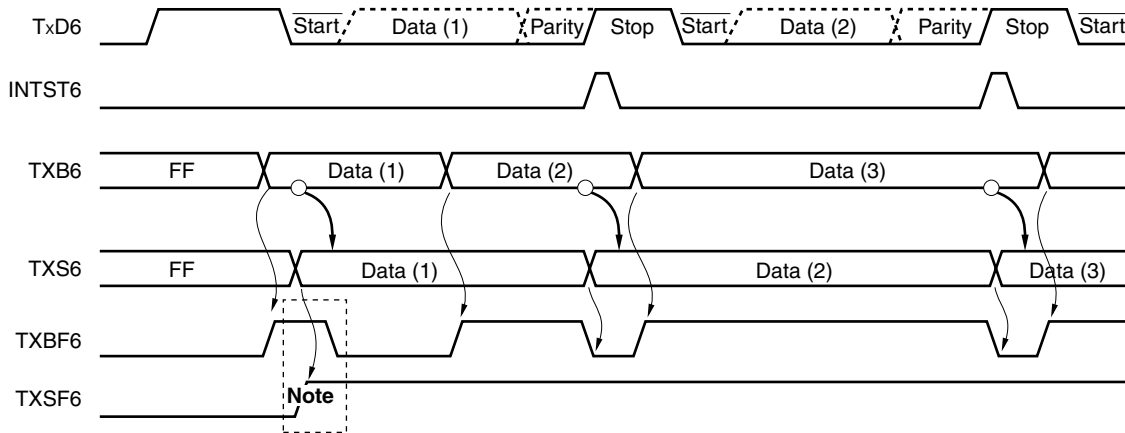 TxD6 Start Data (1) Parity Stop Start Data (2) Parity Stop Start
INTST6
TXB6 FF Data (1) Data (2) Data (3)
TXS6 FF Data (1) Data (2) Data (3)
TXBF6
TXSF6 Note